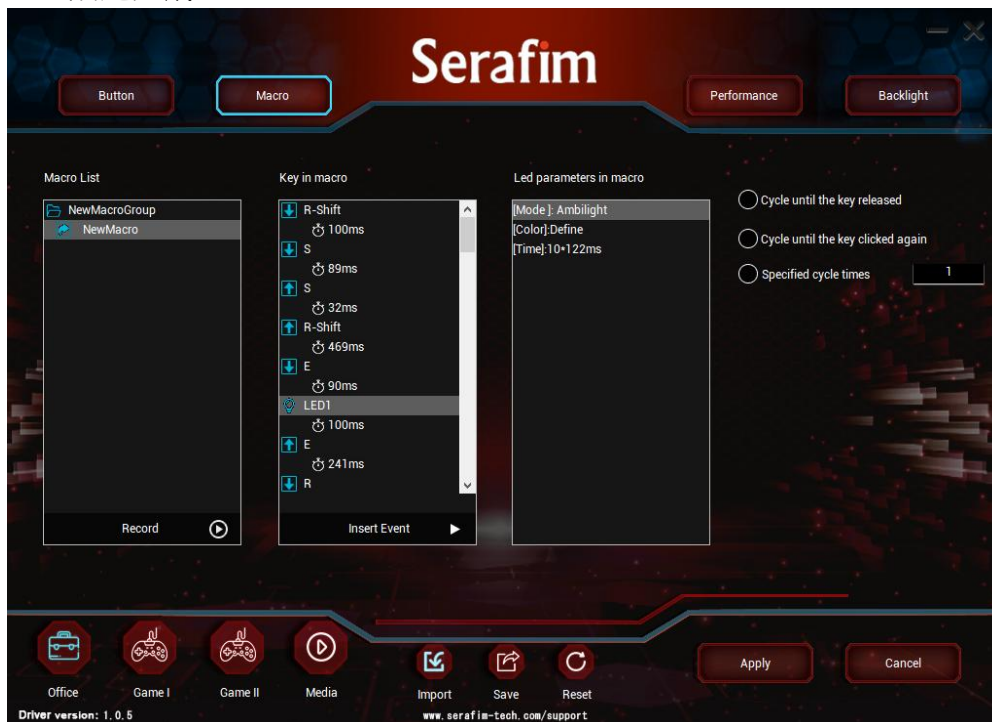 Serafim
Button
Macro
Performance
Backlight
Macro List
NewMacroGroup
NewMacro
Record
Key in macro
R-Shift
100ms
S
89ms
S
32ms
R-Shift
469ms
E
90ms
LED1
100ms
E
241ms
R
Insert Event
Led parameters in macro
[Mode ]: Ambilight
[Color]:Define
[Time]:10*122ms
Cycle until the key released
Cycle until the key clicked again
Specified cycle times 1
Office
Game I
Game II
Media
Import
Save
Reset
Apply
Cancel
Driver version: 1.0.5
www.serafim-tech.com/support